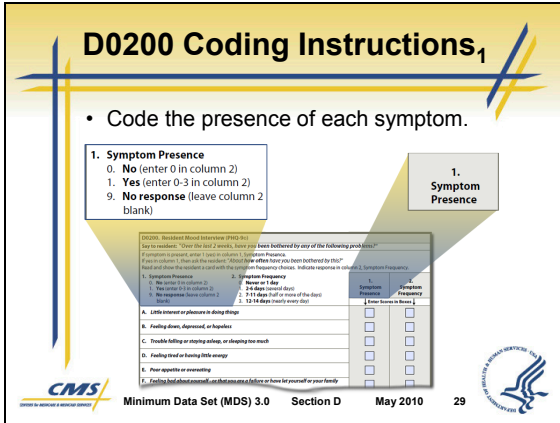 D0200 Coding Instructions1
• Code the presence of each symptom.
1. Symptom Presence
0. No (enter 0 in column 2)
1. Yes (enter 0-3 in column 2)
9. No response (leave column 2
blank)
1.
Symptom
Presence
D0200. Resident Mood Interview (PHQ-9©)
Say to resident: "Over the last 2 weeks, have you been bothered by any of the following problems?"
If symptom is present, enter 1 (yes) in column 1, Symptom Presence.
If yes in column 1, then ask the resident: "About how often have you been bothered by this?"
Read and show the resident a card with the symptom frequency choices. Indicate response in column 2, Symptom Frequency.
1. Symptom Presence
0. No (enter 0 in column 2)
1. Yes (enter 0-3 in column 2)
9. No response (leave column 2
blank)
2. Symptom Frequency
0. Never or 1 day
1. 2-6 days (several days)
2. 7-11 days (half or more of the days)
3. 12-14 days (nearly every day)
1.
Symptom
Presence
2.
Symptom
Frequency
↓ Enter Scores in Boxes ↓
A. Little interest or pleasure in doing things
B. Feeling down, depressed, or hopeless
C. Trouble falling or staying asleep, or sleeping too much
D. Feeling tired or having little energy
E. Poor appetite or overeating
F. Feeling bad about yourself - or that you are a failure or have let yourself or your family
CMS
CENTERS for MEDICARE & MEDICAID SERVICES
Minimum Data Set (MDS) 3.0 Section D May 2010 29
DEPARTMENT OF HEALTH & HUMAN SERVICES · USA